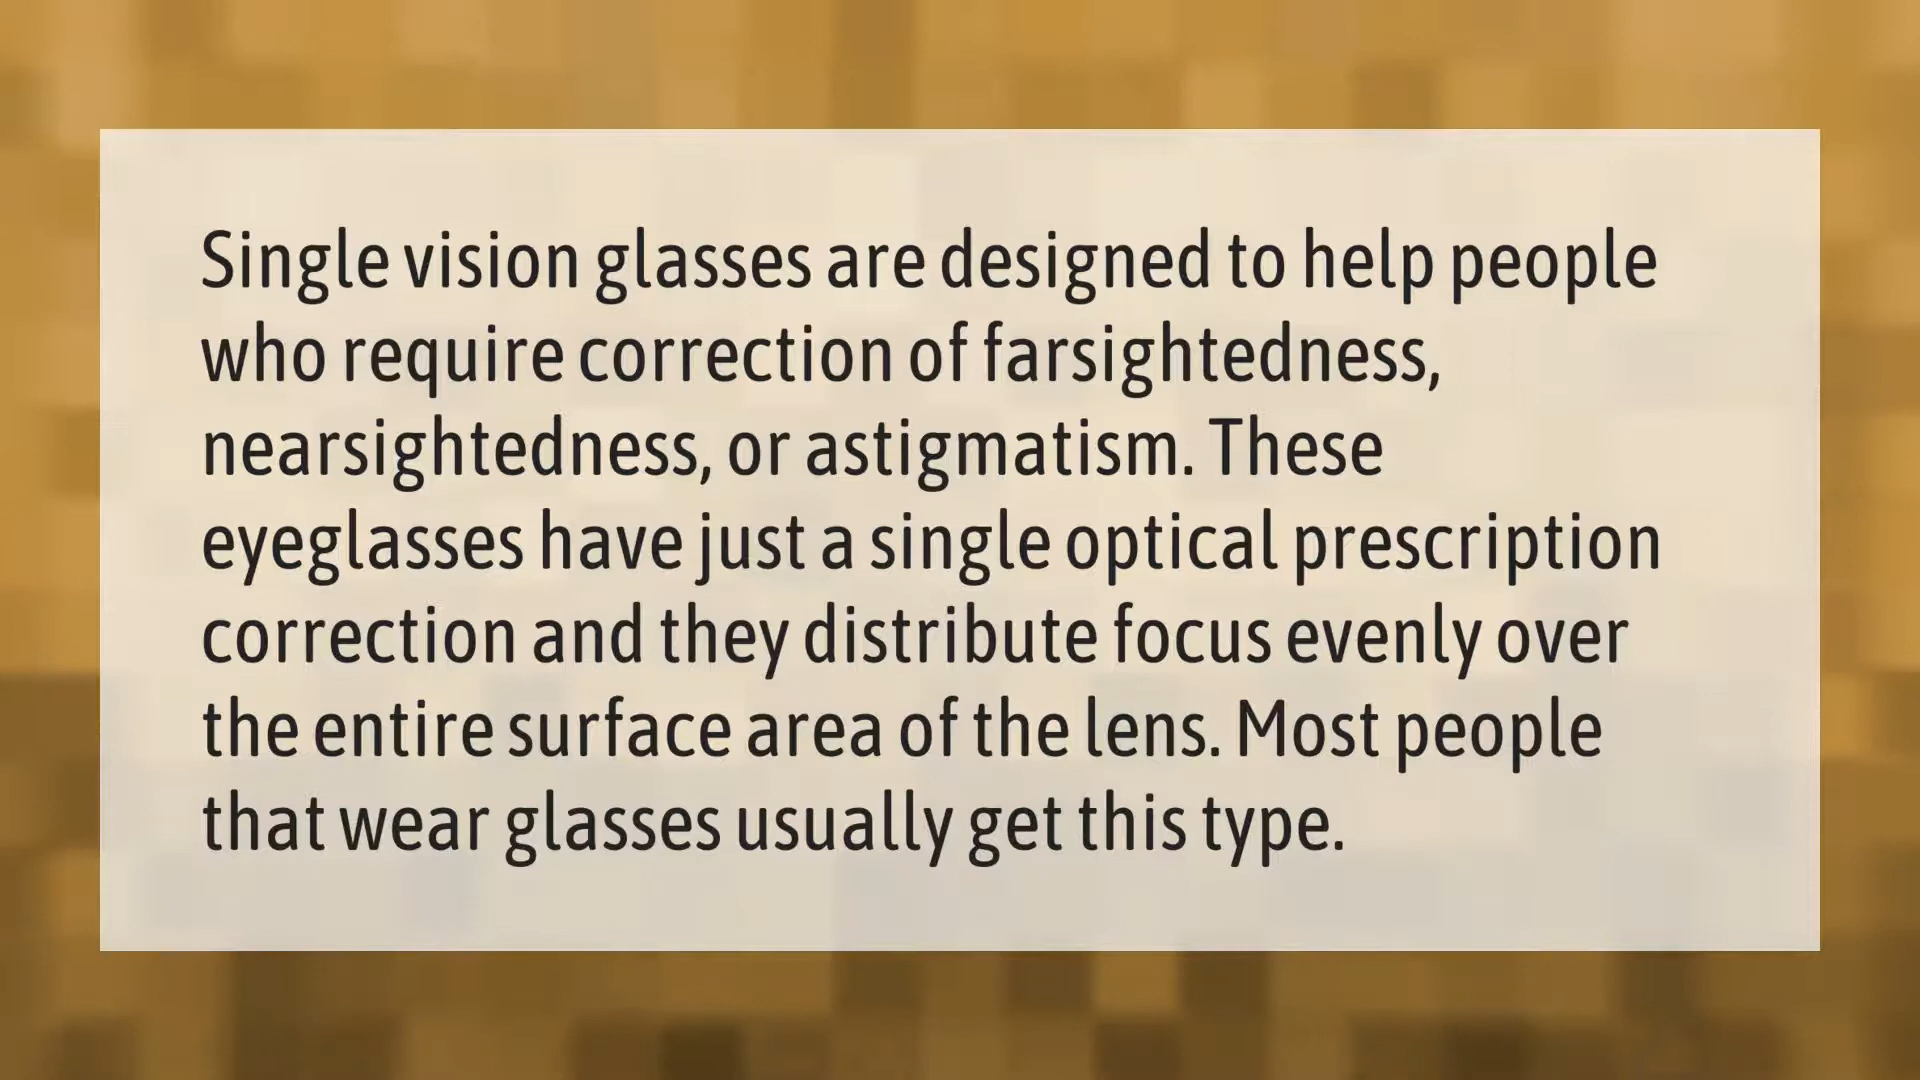 Single vision glasses are designed to help people
who require correction of farsightedness,
nearsightedness, or astigmatism. These
eyeglasses have just a single optical prescription
correction and they distribute focus evenly over
the entire surface area of the lens. Most people
that wear glasses usually get this type.